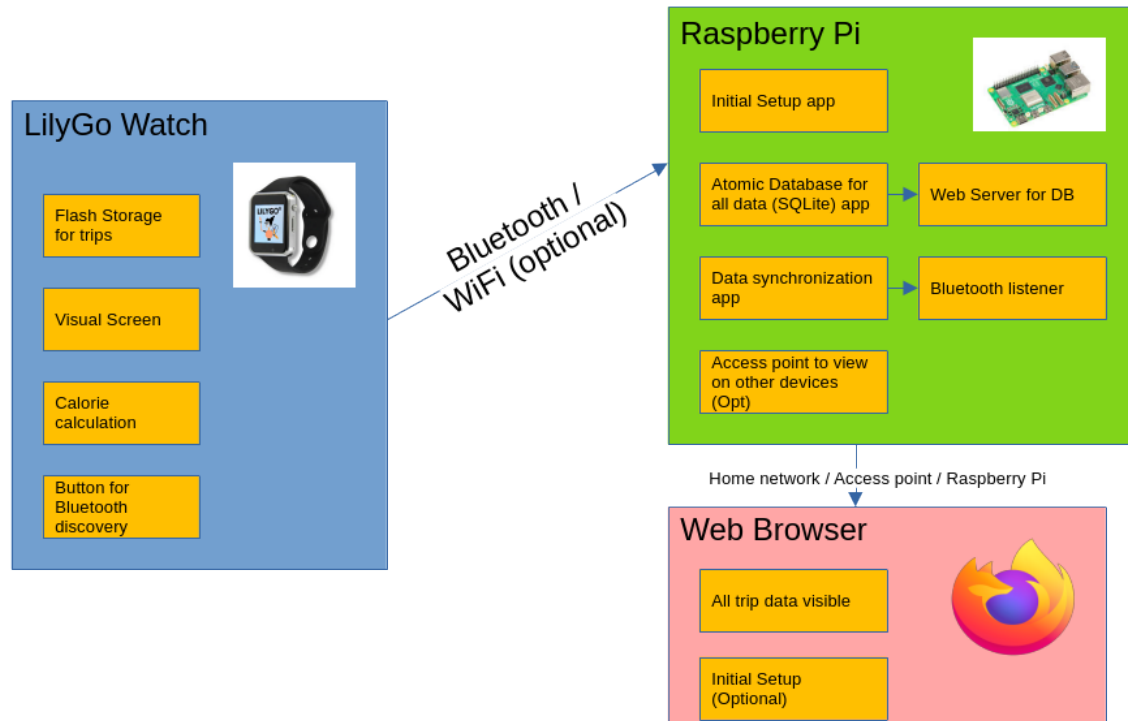 LilyGo Watch
LILYGO
Flash Storage
for trips
Visual Screen
Calorie
calculation
Button for
Bluetooth
discovery
Bluetooth /
WiFi (optional)
Raspberry Pi
Initial Setup app
Atomic Database for
all data (SQLite) app
Web Server for DB
Data synchronization
app
Bluetooth listener
Access point to view
on other devices
(Opt)
Home network / Access point / Raspberry Pi
Web Browser
All trip data visible
Initial Setup
(Optional)